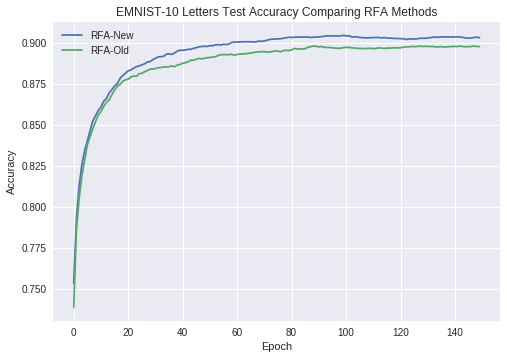 EMNIST-10 Letters Test Accuracy Comparing RFA Methods
RFA-New
RFA-Old
0.900
0.875
0.850
0.825
0.800
0.775
0.750
Accuracy
0 20 40 60 80 100 120 140
Epoch